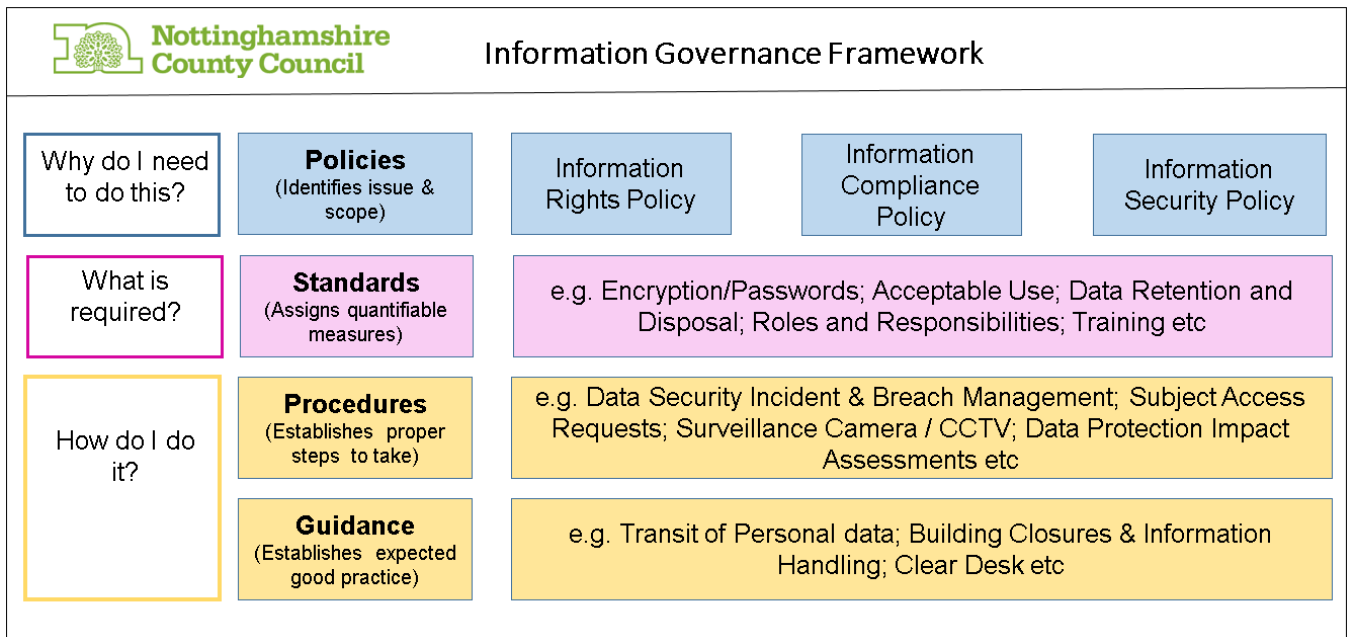 Nottinghamshire
County Council
Information Governance Framework
Why do I need
to do this?
Policies
(Identifies issue &
scope)
Information
Rights Policy
Information
Compliance
Policy
Information
Security Policy
What is
required?
Standards
(Assigns quantifiable
measures)
e.g. Encryption/Passwords; Acceptable Use; Data Retention and
Disposal; Roles and Responsibilities; Training etc
How do I do
it?
Procedures
(Establishes proper
steps to take)
e.g. Data Security Incident & Breach Management; Subject Access
Requests; Surveillance Camera / CCTV; Data Protection Impact
Assessments etc
Guidance
(Establishes expected
good practice)
e.g. Transit of Personal data; Building Closures & Information
Handling; Clear Desk etc